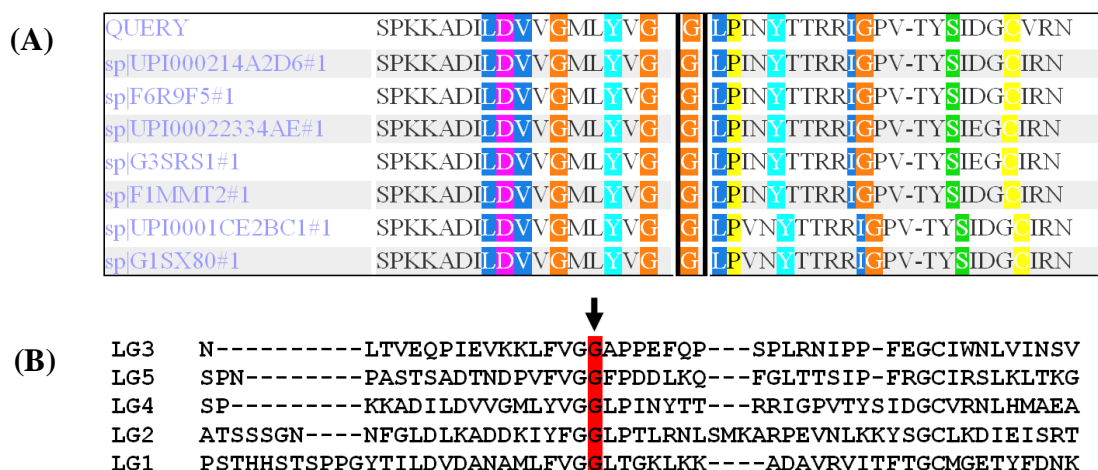 (A)
QUERY SPKKADILDVVGMLYVG G LPINYTTRRIGPV-TYSIDGCVRN
sp|UPI000214A2D6#1 SPKKADILDVVGMLYVG G LPINYTTRRIGPV-TYSIDGCIRN
sp|F6R9F5#1 SPKKADILDVVGMLYVG G LPINYTTRRIGPV-TYSIDGCIRN
sp|UPI00022334AE#1 SPKKADILDVVGMLYVG G LPINYTTRRIGPV-TYSIEGCIRN
sp|G3SRS1#1 SPKKADILDVVGMLYVG G LPINYTTRRIGPV-TYSIEGCIRN
sp|F1MMT2#1 SPKKADILDVVGMLYVG G LPINYTTRRIGPV-TYSIDGCIRN
sp|UPI0001CE2BC1#1 SPKKADILDVVGMLYVG G LPVNYTTRRIGPV-TYSIDGCIRN
sp|G1SX80#1 SPKKADILDVVGMLYVG G LPVNYTTRRIGPV-TYSIDGCIRN
(B)
LG3 N----------LTVEQPIEVKKLFVGGAPPEFQP---SPLRNIPP-FEGCIWNLVINSV
LG5 SPN--------PASTSADTNDPVFVGGFPDDLKQ---FGLTTSIP-FRGCIRSLKLTKG
LG4 SP---------KKADILDVVGMLYVGGLPINYTT---RRIGPVTYSIDGCVRNLHMAEA
LG2 ATSSSGN----NFGLDLKADDKIYFGGLPTLRNLSMKARPEVNLKKYSGCLKDIEISRT
LG1 PSTHHSTSPPGYTILDVDANAMLFVGGLTGKLKK----ADAVRVITFTGCMGETYFDNK